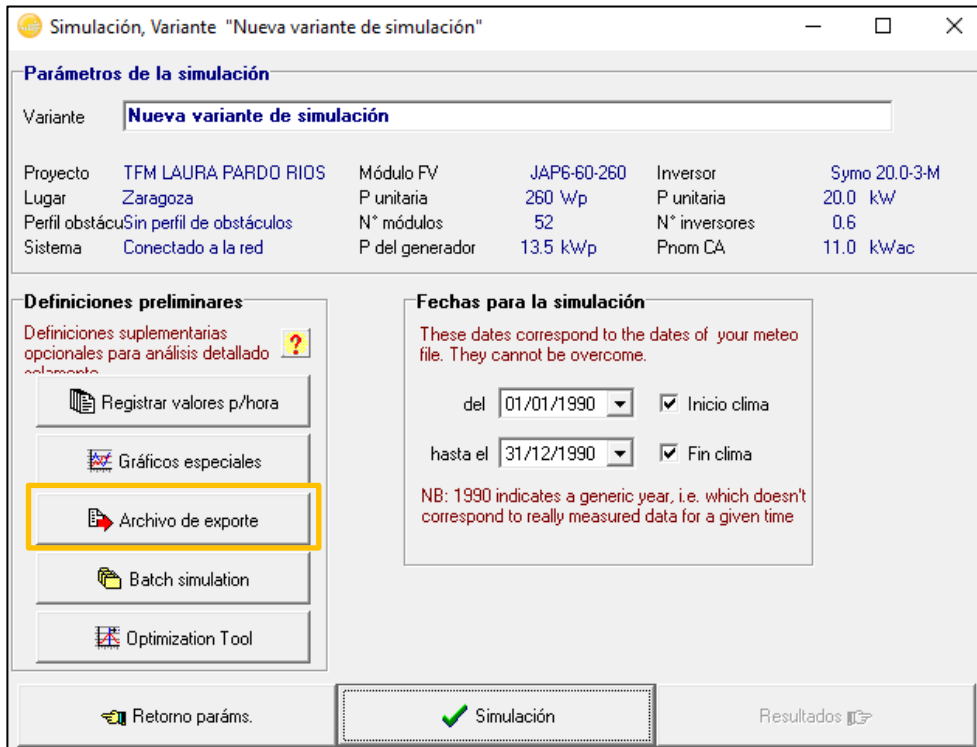 Simulación, Variante "Nueva variante de simulación"
Parámetros de la simulación
Variante Nueva variante de simulación
Proyecto TFM LAURA PARDO RIOS Módulo FV JAP6-60-260 Inversor Symo 20.0-3-M
Lugar Zaragoza P unitaria 260 Wp P unitaria 20.0 kW
Perfil obstácuSin perfil de obstáculos N° módulos 52 N° inversores 0.6
Sistema Conectado a la red P del generador 13.5 kWp Pnom CA 11.0 kWac
Definiciones preliminares
Definiciones suplementarias
opcionales para análisis detallado
?
Registrar valores p/hora
Gráficos especiales
Archivo de exporte
Batch simulation
Optimization Tool
Fechas para la simulación
These dates correspond to the dates of your meteo
file. They cannot be overcome.
del 01/01/1990 Inicio clima
hasta el 31/12/1990 Fin clima
NB: 1990 indicates a generic year, i.e. which doesn't
correspond to really measured data for a given time
Retorno paráms.
Simulación
Resultados